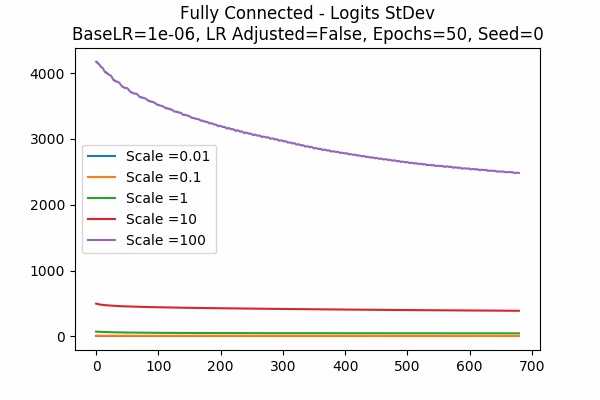 Fully Connected - Logits StDev
BaseLR=1e-06, LR Adjusted=False, Epochs=50, Seed=0
4000
3000
2000
1000
0
Scale =0.01
Scale =0.1
Scale =1
Scale =10
Scale =100
0 100 200 300 400 500 600 700